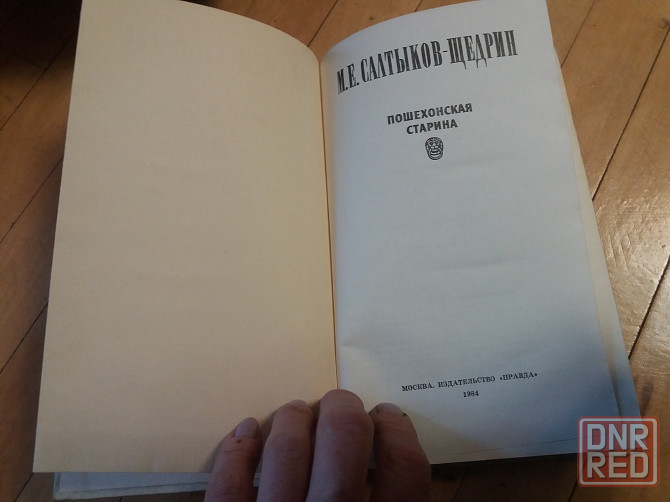 М.Е. САЛТЫКОВ-ЩЕДРИН
ПОШЕХОНСКАЯ
СТАРИНА
МОСКВА. ИЗДАТЕЛЬСТВО «ПРАВДА»
1984
DNR
RED